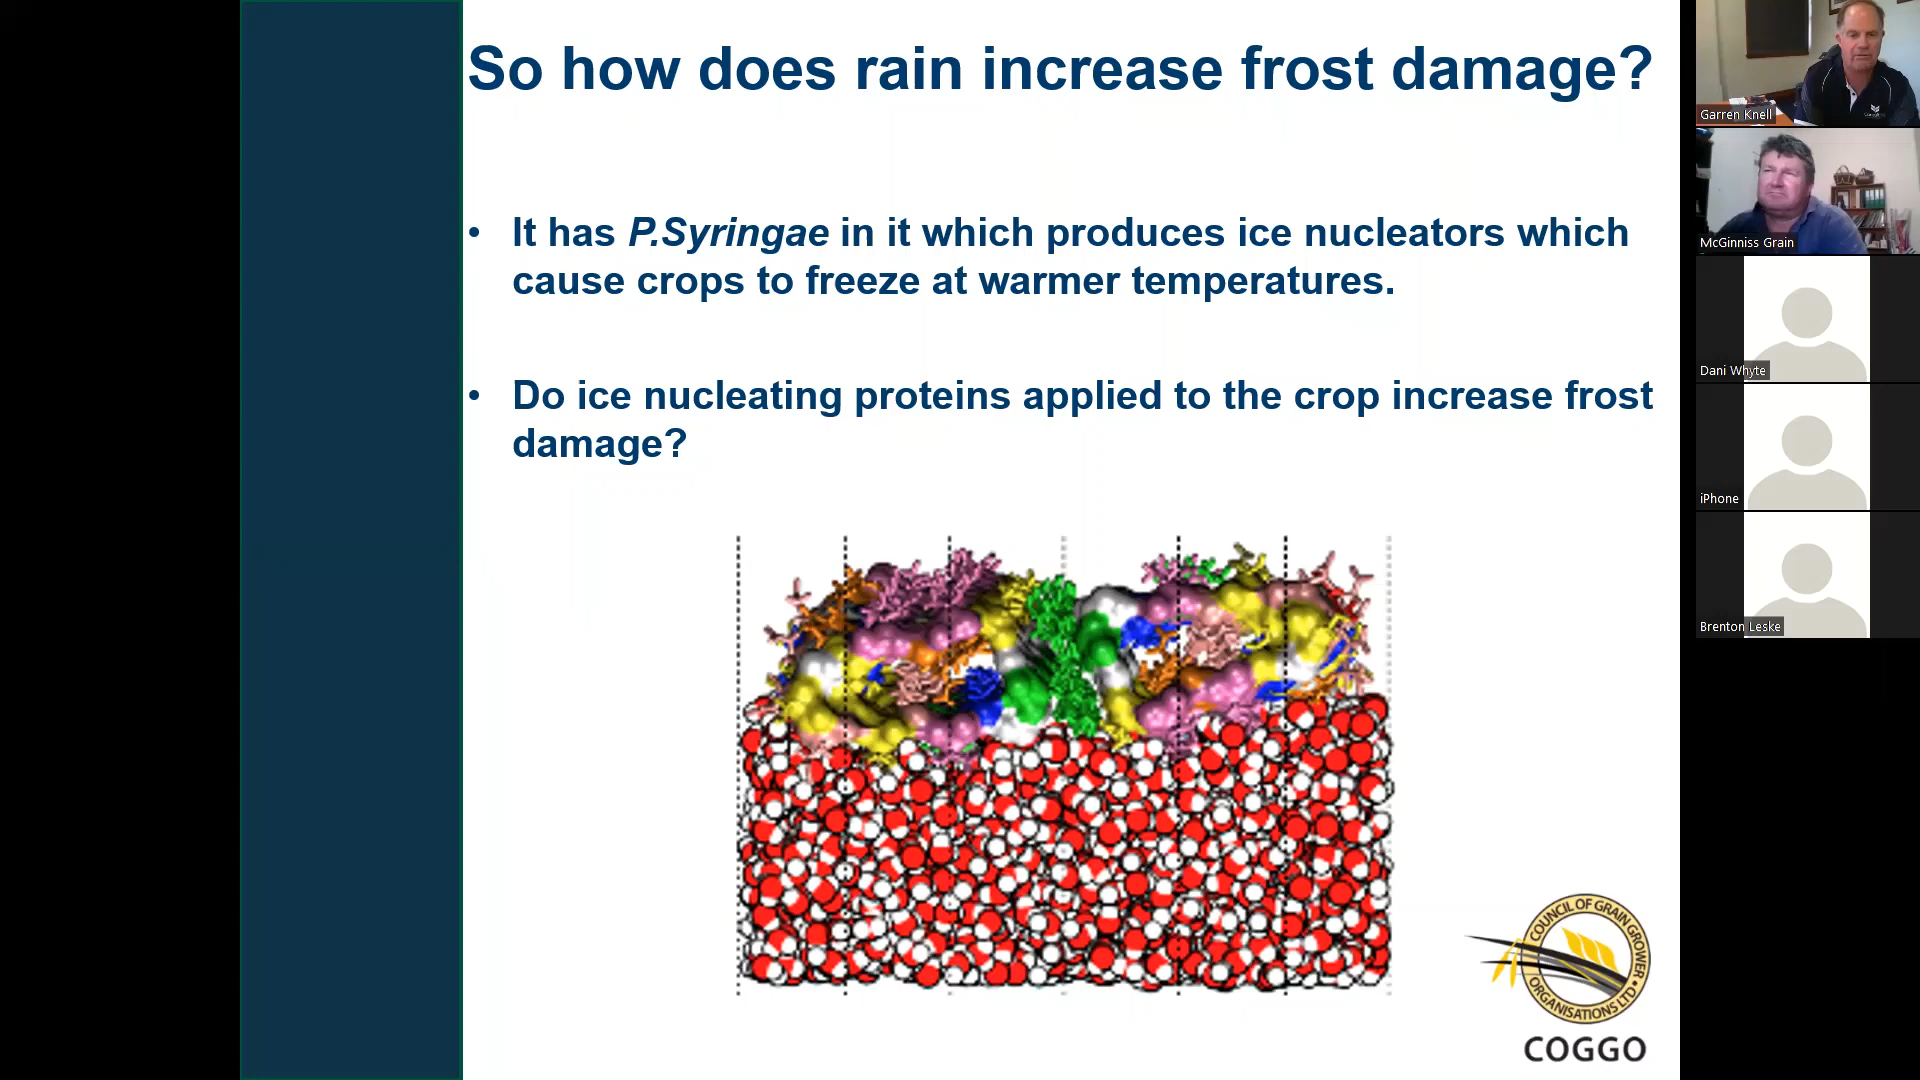 So how does rain increase frost damage?
• It has P.Syringae in it which produces ice nucleators which
cause crops to freeze at warmer temperatures.
• Do ice nucleating proteins applied to the crop increase frost
damage?
COUNCIL OF GRAIN GROWER
ORGANISATIONS LTD
COGGO
Garren Knell
McGinniss Grain
Dani Whyte
iPhone
Brenton Leske